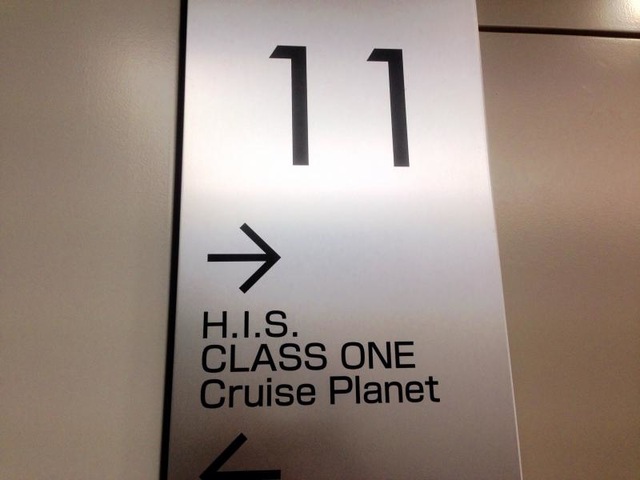 11
→
H.I.S.
CLASS ONE
Cruise Planet
←